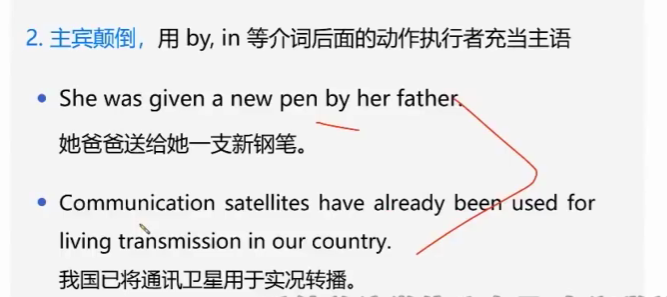 2. 主宾颠倒，用 by, in 等介词后面的动作执行者充当主语
• She was given a new pen by her father.
她爸爸送给她一支新钢笔。
• Communication satellites have already been used for
living transmission in our country.
我国已将通讯卫星用于实况转播。